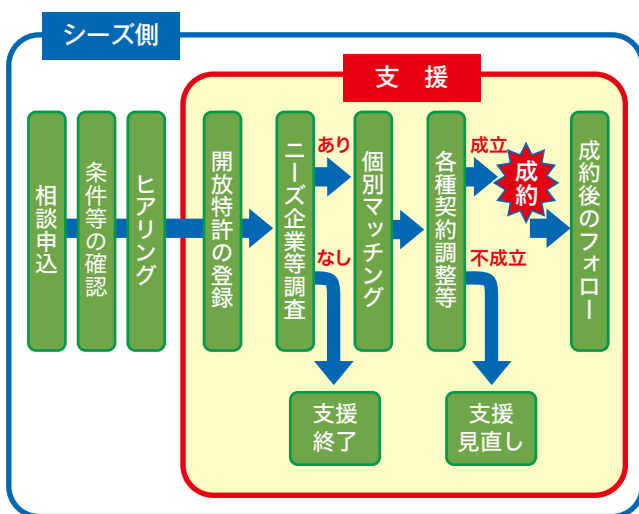 シーズ側
支援
相談申込
条件等の確認
ヒアリング
開放特許の登録
ニーズ企業等調査
あり
なし
個別マッチング
各種契約調整等
成立
不成立
成約
成約後のフォロー
支援
終了
支援
見直し